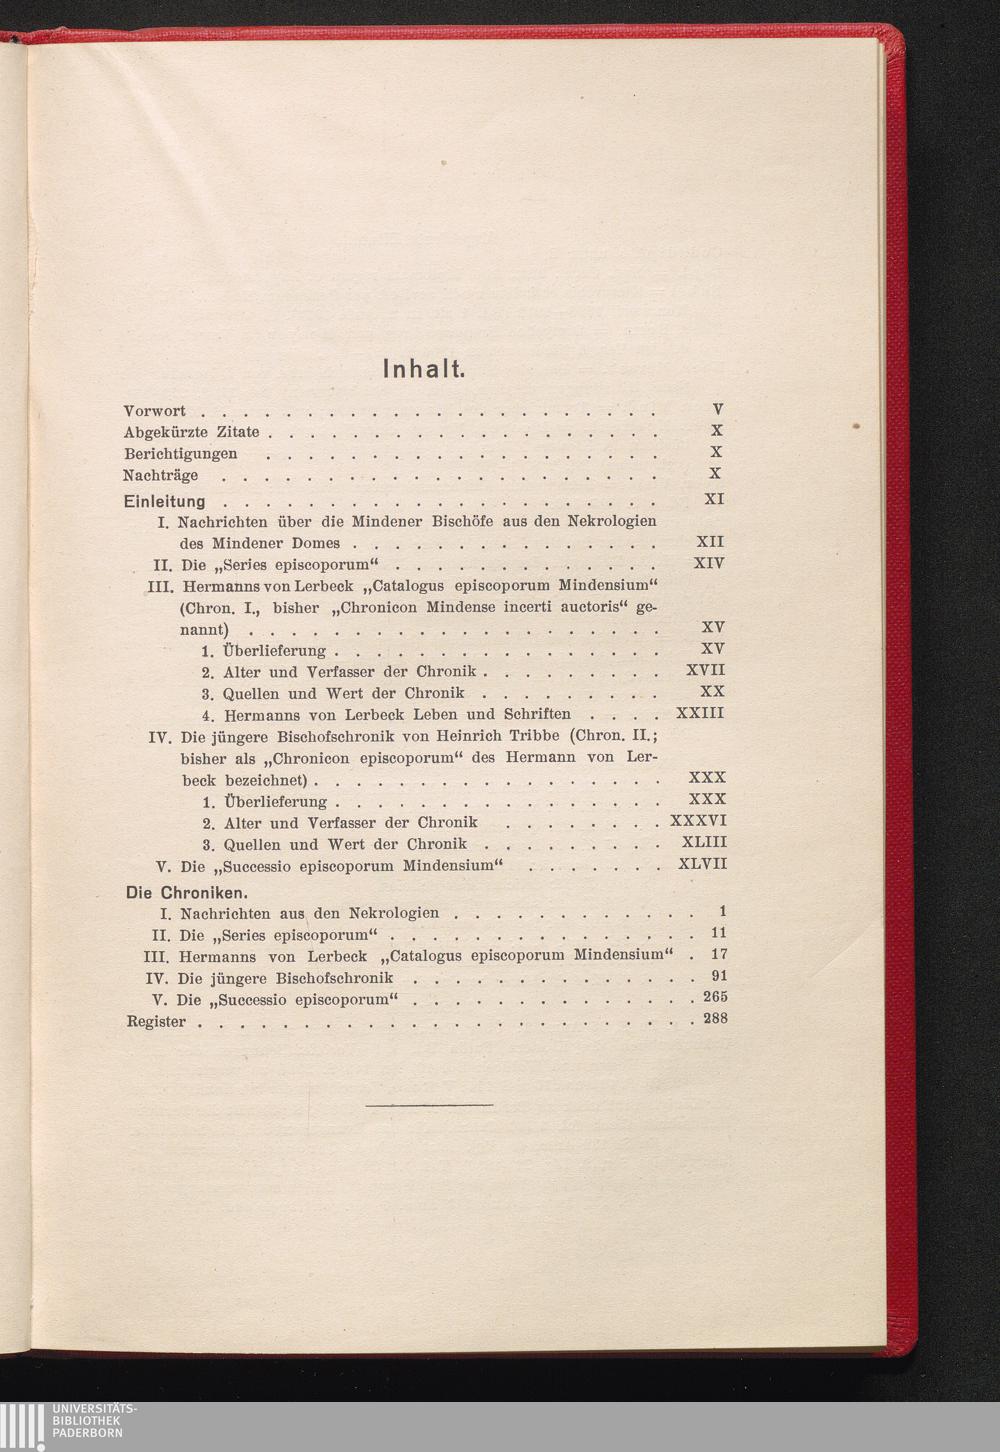 Inhalt.
Vorwort . . . . . . . . . . . . . . . . . . . . . . V
Abgekürzte Zitate . . . . . . . . . . . . . . . . . . . X
Berichtigungen . . . . . . . . . . . . . . . . . . . X
Nachträge . . . . . . . . . . . . . . . . . . . . . X
Einleitung . . . . . . . . . . . . . . . . . . . . . XI
I. Nachrichten über die Mindener Bischöfe aus den Nekrologien
des Mindener Domes . . . . . . . . . . . . . . . XII
II. Die „Series episcoporum“ . . . . . . . . . . . . . XIV
III. Hermanns von Lerbeck „Catalogus episcoporum Mindensium“
(Chron. I., bisher „Chronicon Mindense incerti auctoris“ ge-
nannt) . . . . . . . . . . . . . . . . . . . . XV
1. Überlieferung . . . . . . . . . . . . . . . . XV
2. Alter und Verfasser der Chronik . . . . . . . . . XVII
3. Quellen und Wert der Chronik . . . . . . . . . XX
4. Hermanns von Lerbeck Leben und Schriften . . . . XXIII
IV. Die jüngere Bischofschronik von Heinrich Tribbe (Chron. II.;
bisher als „Chronicon episcoporum“ des Hermann von Ler-
beck bezeichnet) . . . . . . . . . . . . . . . . . XXX
1. Überlieferung . . . . . . . . . . . . . . . . XXX
2. Alter und Verfasser der Chronik . . . . . . . . XXXVI
3. Quellen und Wert der Chronik . . . . . . . . . XLIII
V. Die „Successio episcoporum Mindensium“ . . . . . . . XLVII
Die Chroniken.
I. Nachrichten aus den Nekrologien . . . . . . . . . . . . 1
II. Die „Series episcoporum“ . . . . . . . . . . . . . . . 11
III. Hermanns von Lerbeck „Catalogus episcoporum Mindensium“ . 17
IV. Die jüngere Bischofschronik . . . . . . . . . . . . . . 91
V. Die „Successio episcoporum“ . . . . . . . . . . . . . . 265
Register . . . . . . . . . . . . . . . . . . . . . . . . 288
UNIVERSITÄTS-
BIBLIOTHEK
PADERBORN